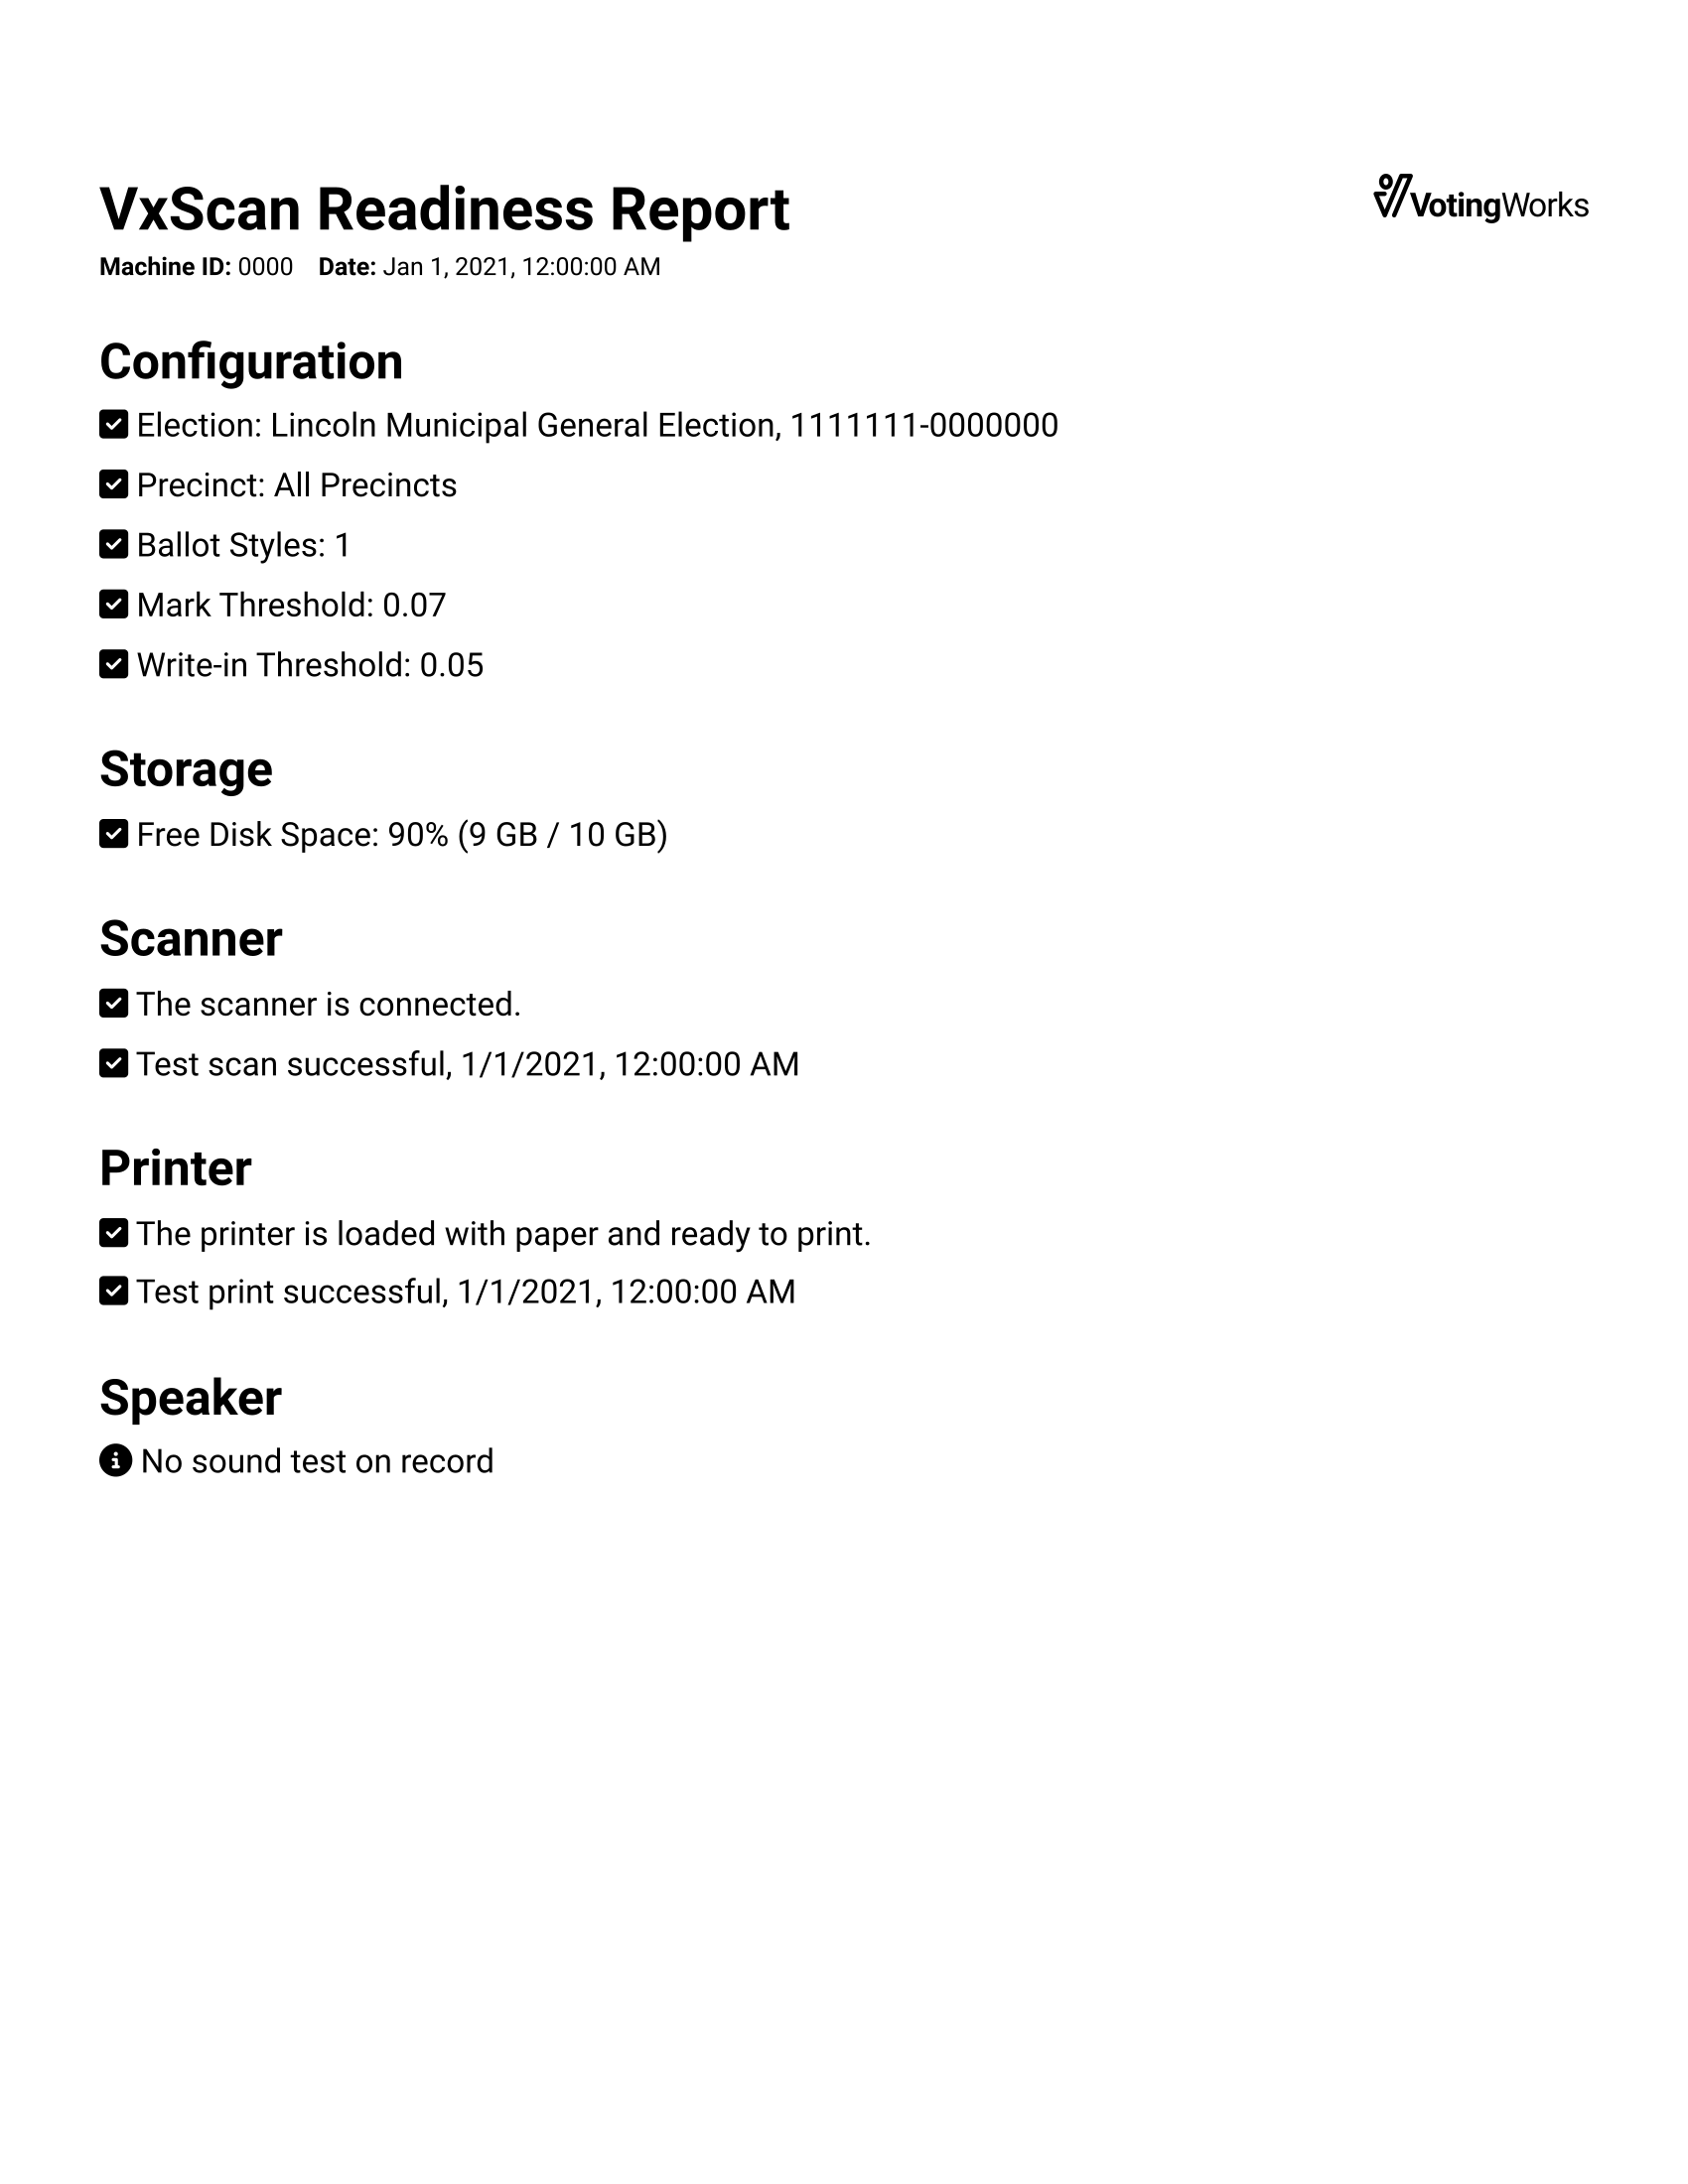 VxScan Readiness Report
VotingWorks
Machine ID: 0000 Date: Jan 1, 2021, 12:00:00 AM
Configuration
Election: Lincoln Municipal General Election, 1111111-0000000
Precinct: All Precincts
Ballot Styles: 1
Mark Threshold: 0.07
Write-in Threshold: 0.05
Storage
Free Disk Space: 90% (9 GB / 10 GB)
Scanner
The scanner is connected.
Test scan successful, 1/1/2021, 12:00:00 AM
Printer
The printer is loaded with paper and ready to print.
Test print successful, 1/1/2021, 12:00:00 AM
Speaker
No sound test on record